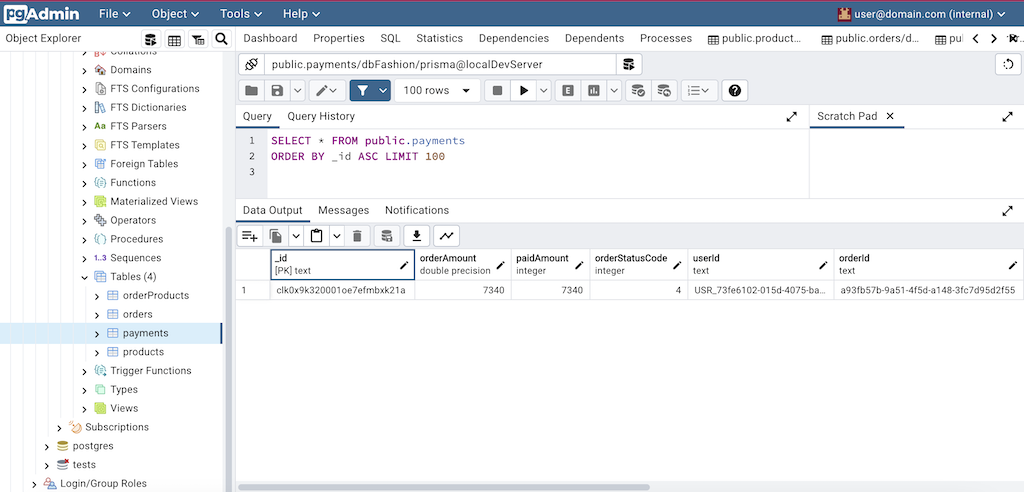 pgAdmin File Object Tools Help user@domain.com (internal)
Object Explorer
Dashboard Properties SQL Statistics Dependencies Dependents Processes public.product... public.orders/d... pu
public.payments/dbFashion/prisma@localDevServer
100 rows
Query Query History
Scratch Pad
1 SELECT * FROM public.payments
2 ORDER BY _id ASC LIMIT 100
3
Data Output Messages Notifications
_id orderAmount paidAmount orderStatusCode userId orderId
[PK] text double precision integer integer text text
1 clk0x9k320001oe7efmbxk21a 7340 7340 4 USR_73fe6102-015d-4075-ba... a93fb57b-9a51-4f5d-a148-3fc7d95d2f55
Collations
Domains
FTS Configurations
FTS Dictionaries
Aa FTS Parsers
FTS Templates
Foreign Tables
Functions
Materialized Views
Operators
Procedures
1..3 Sequences
Tables (4)
orderProducts
orders
payments
products
Trigger Functions
Types
Views
Subscriptions
postgres
tests
Login/Group Roles